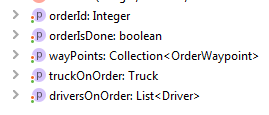 orderId: Integer
orderIsDone: boolean
wayPoints: Collection<OrderWaypoint>
truckOnOrder: Truck
driversOnOrder: List<Driver>